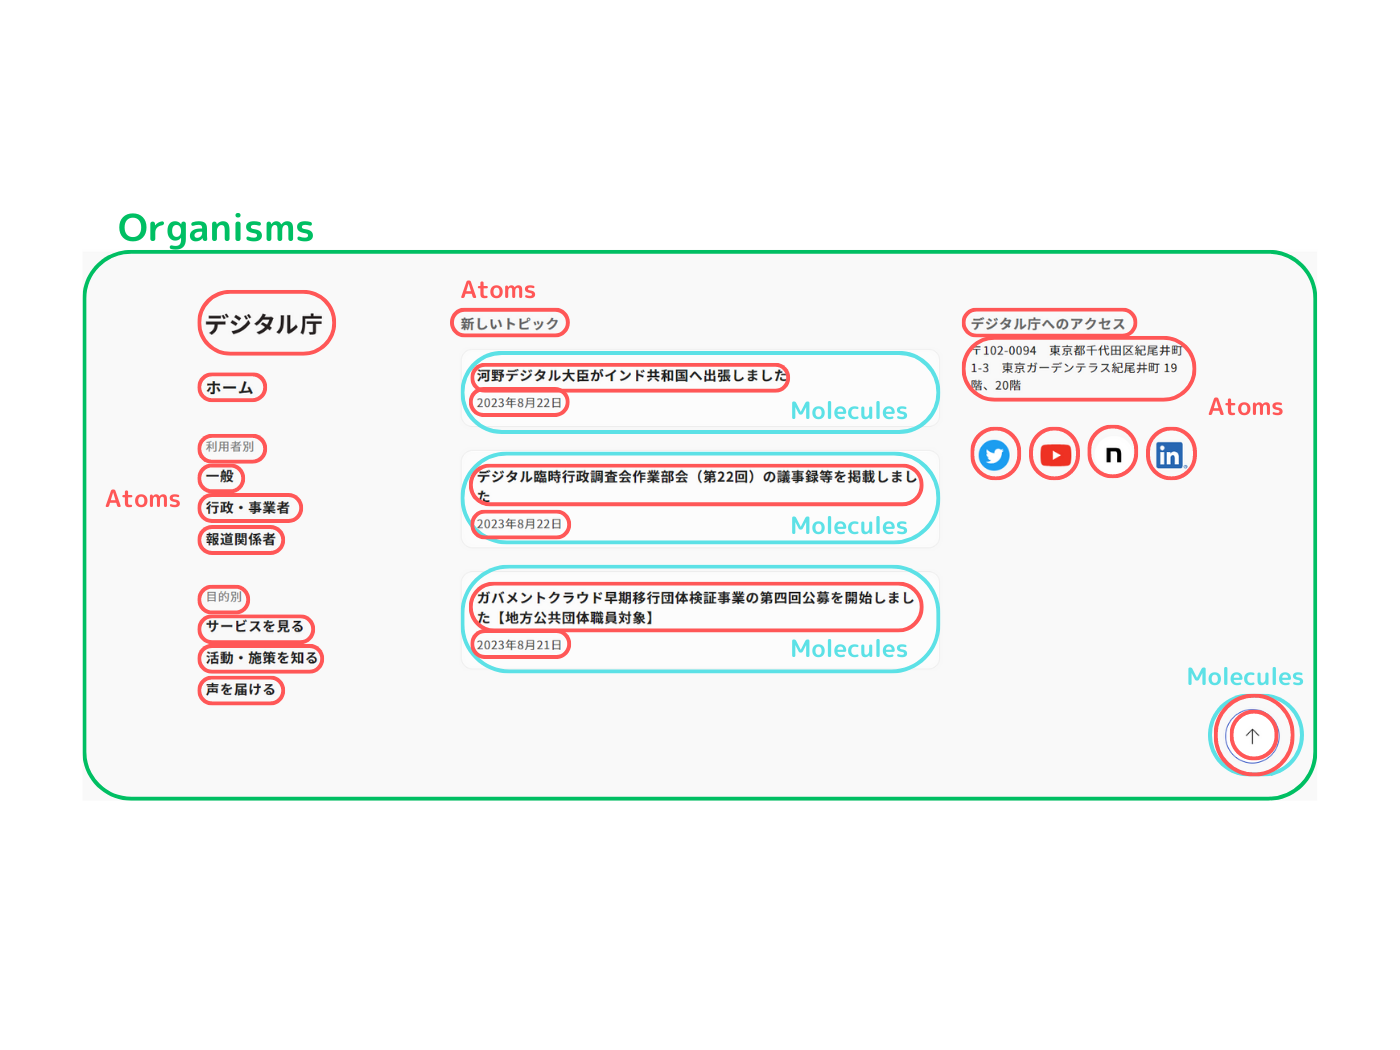 Organisms
デジタル庁
ホーム
利用者別
一般
Atoms
行政・事業者
報道関係者
目的別
サービスを見る
活動・施策を知る
声を届ける
Atoms
新しいトピック
河野デジタル大臣がインド共和国へ出張しました
2023年8月22日
Molecules
デジタル臨時行政調査会作業部会（第22回）の議事録等を掲載しまし
た
2023年8月22日
Molecules
ガバメントクラウド早期移行団体検証事業の第四回公募を開始しまし
た【地方公共団体職員対象】
2023年8月21日
Molecules
デジタル庁へのアクセス
〒102-0094　東京都千代田区紀尾井町
1-3　東京ガーデンテラス紀尾井町 19
階、20階
Atoms
n
in
Molecules